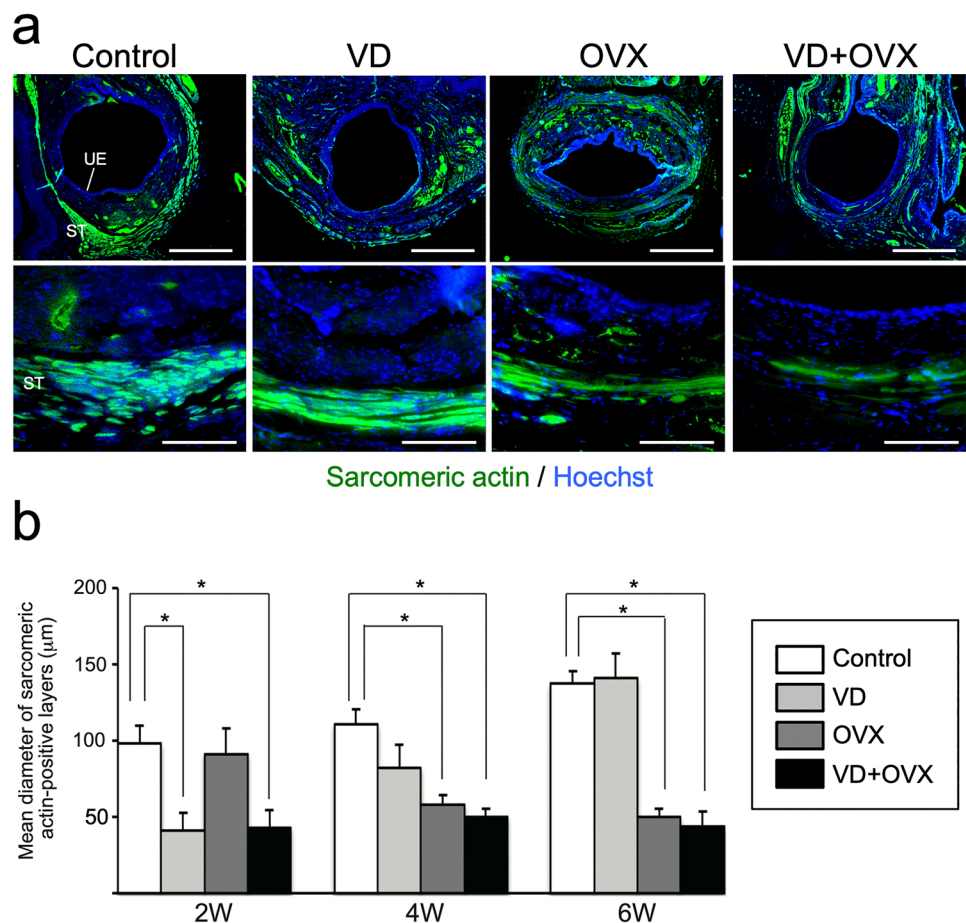 a
Control VD OVX VD+OVX
UE
ST
ST
Sarcomeric actin / Hoechst
b
Mean diameter of sarcomeric
actin-positive layers (μm)
200
150
100
50
* *
* *
* *
2W 4W 6W
Control
VD
OVX
VD+OVX